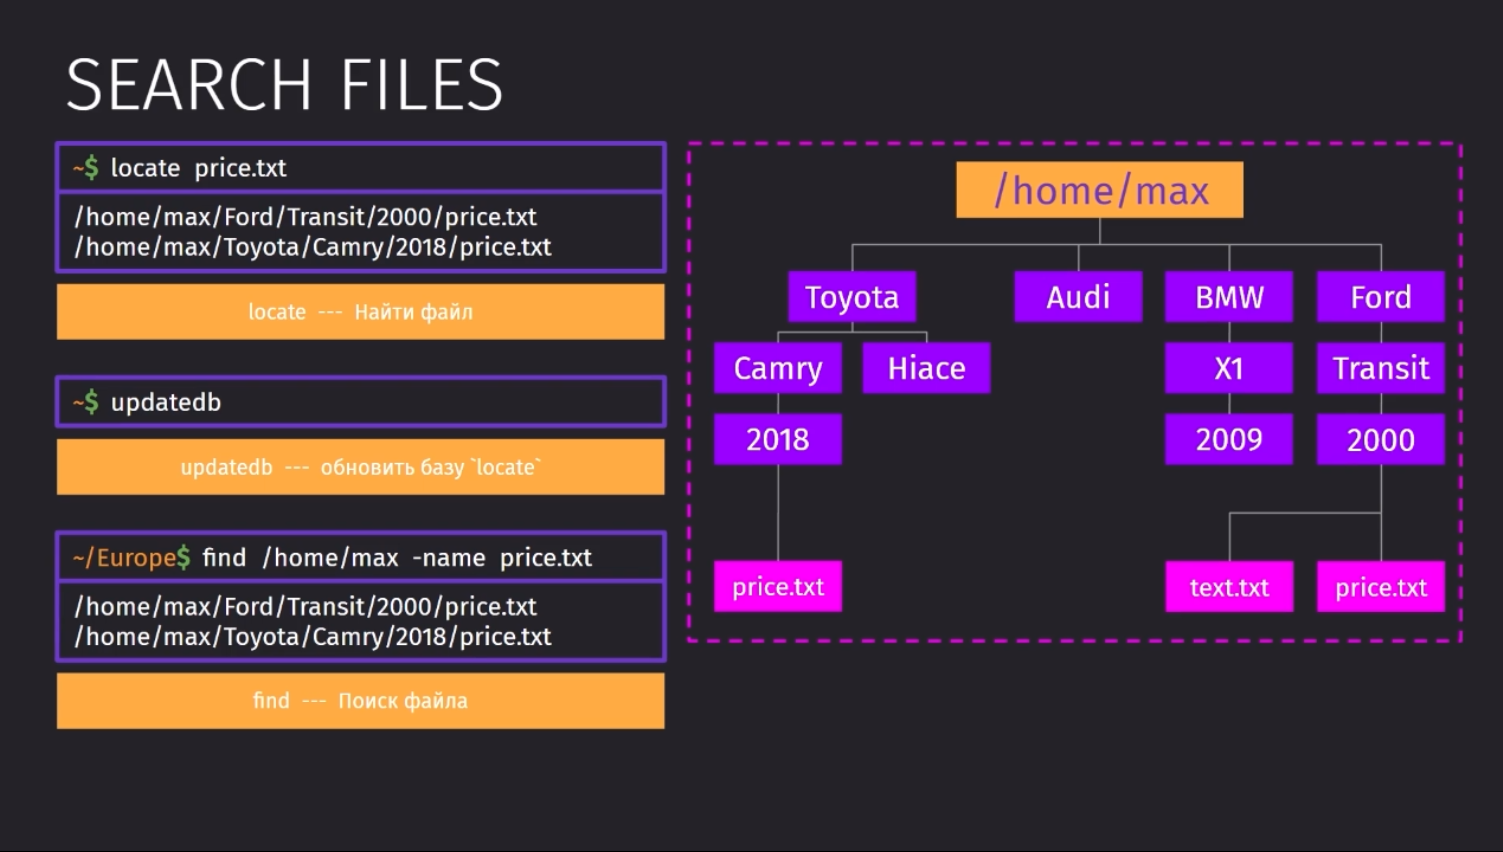 SEARCH FILES
~$ locate price.txt
/home/max/Ford/Transit/2000/price.txt
/home/max/Toyota/Camry/2018/price.txt
locate --- Найти файл
~$ updatedb
updatedb --- обновить базу `locate`
~/Europe$ find /home/max -name price.txt
/home/max/Ford/Transit/2000/price.txt
/home/max/Toyota/Camry/2018/price.txt
find --- Поиск файла
/home/max
Toyota Audi BMW Ford
Camry Hiace X1 Transit
2018 2009 2000
price.txt text.txt price.txt